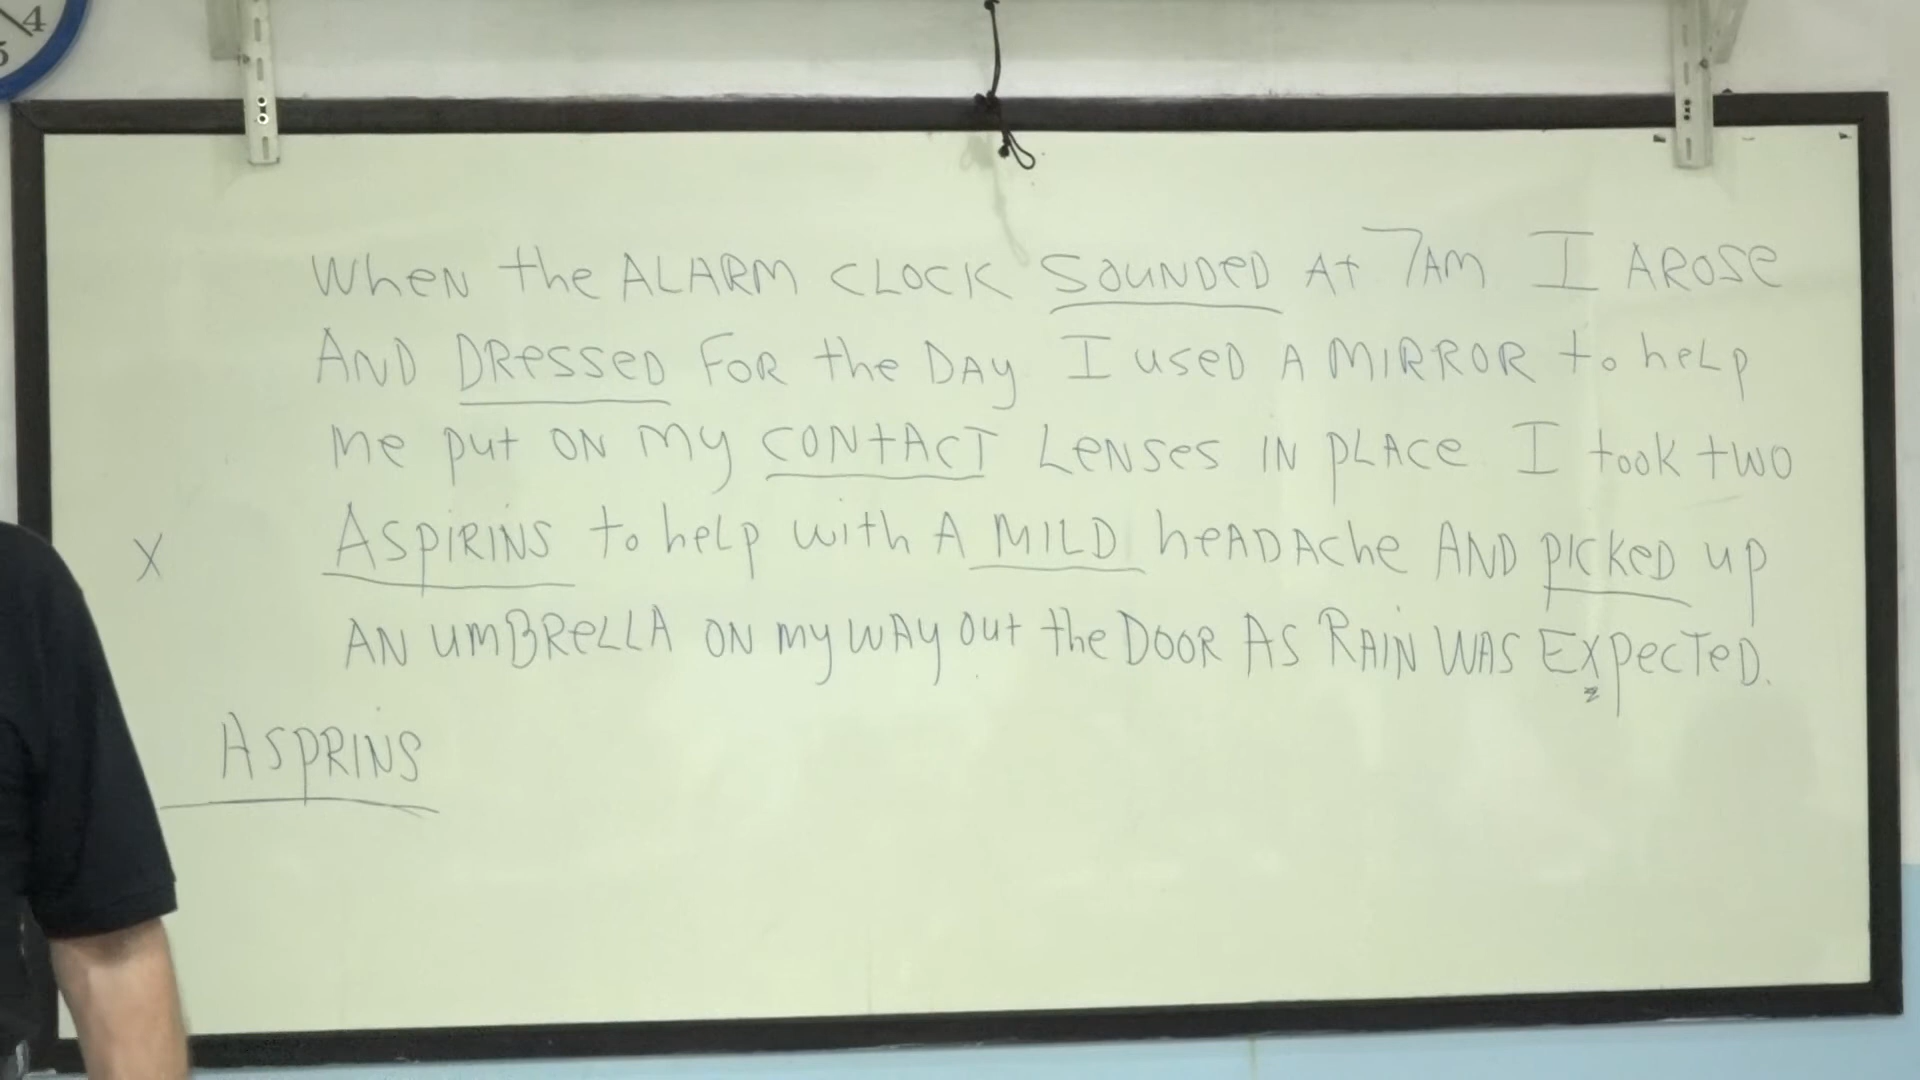 4
5
When the ALARM CLOCK SOUNDED At 7AM I AROSE
AND DRESSED FOR the DAY. I used A MIRROR to help
me put ON my CONtACT Lenses IN pLACe I took two
X ASPIRINS to help with A MILD heADAche AND picked up
AN umBReLLA ON my WAY out the DOOR AS RAIN WAS ExpecTeD.
ASPRINS